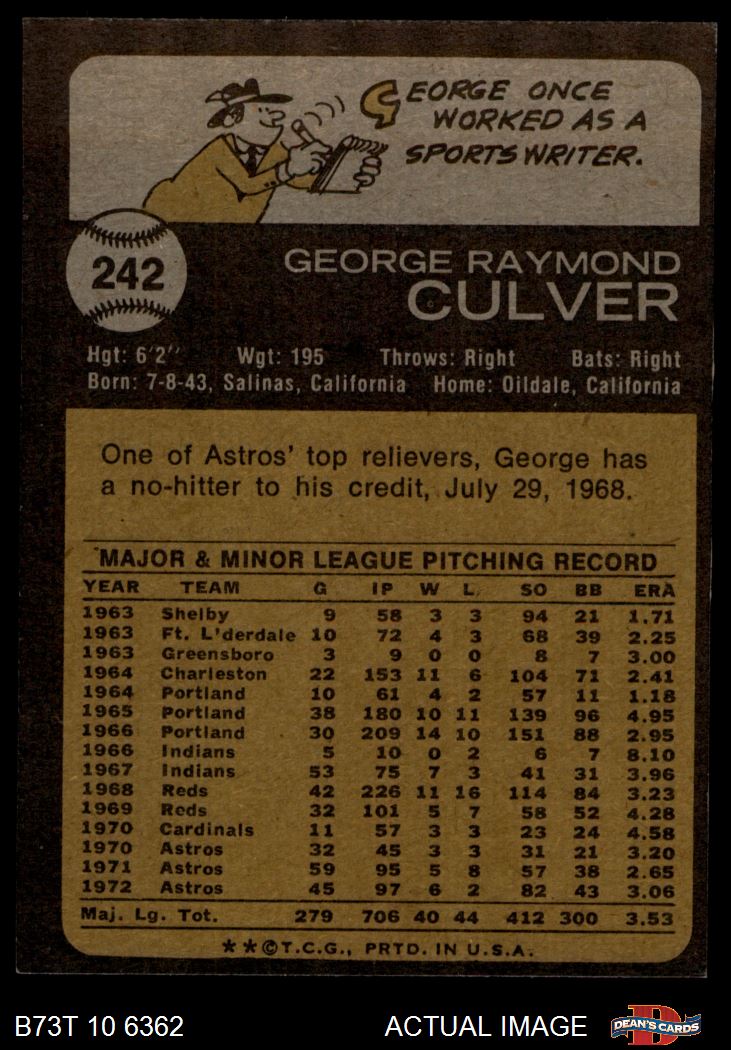 GEORGE ONCE
WORKED AS A
SPORTSWRITER.
242
GEORGE RAYMOND
CULVER
Hgt: 6'2" Wgt: 195 Throws: Right Bats: Right
Born: 7-8-43, Salinas, California Home: Oildale, California
One of Astros' top relievers, George has
a no-hitter to his credit, July 29, 1968.
MAJOR & MINOR LEAGUE PITCHING RECORD
YEAR TEAM G IP W L SO BB ERA
1963 Shelby 9 58 3 3 94 21 1.71
1963 Ft. L'derdale 10 72 4 3 68 39 2.25
1963 Greensboro 3 9 0 0 8 7 3.00
1964 Charleston 22 153 11 6 104 71 2.41
1964 Portland 10 61 4 2 57 11 1.18
1965 Portland 38 180 10 11 139 96 4.95
1966 Portland 30 209 14 10 151 88 2.95
1966 Indians 5 10 0 2 6 7 8.10
1967 Indians 53 75 7 3 41 31 3.96
1968 Reds 42 226 11 16 114 84 3.23
1969 Reds 32 101 5 7 58 52 4.28
1970 Cardinals 11 57 3 3 23 24 4.58
1970 Astros 32 45 3 3 31 21 3.20
1971 Astros 59 95 5 8 57 38 2.65
1972 Astros 45 97 6 2 82 43 3.06
Maj. Lg. Tot. 279 706 40 44 412 300 3.53
**©T.C.G., PRTD. IN U.S.A.
B73T 10 6362 ACTUAL IMAGE DEAN'S CARDS